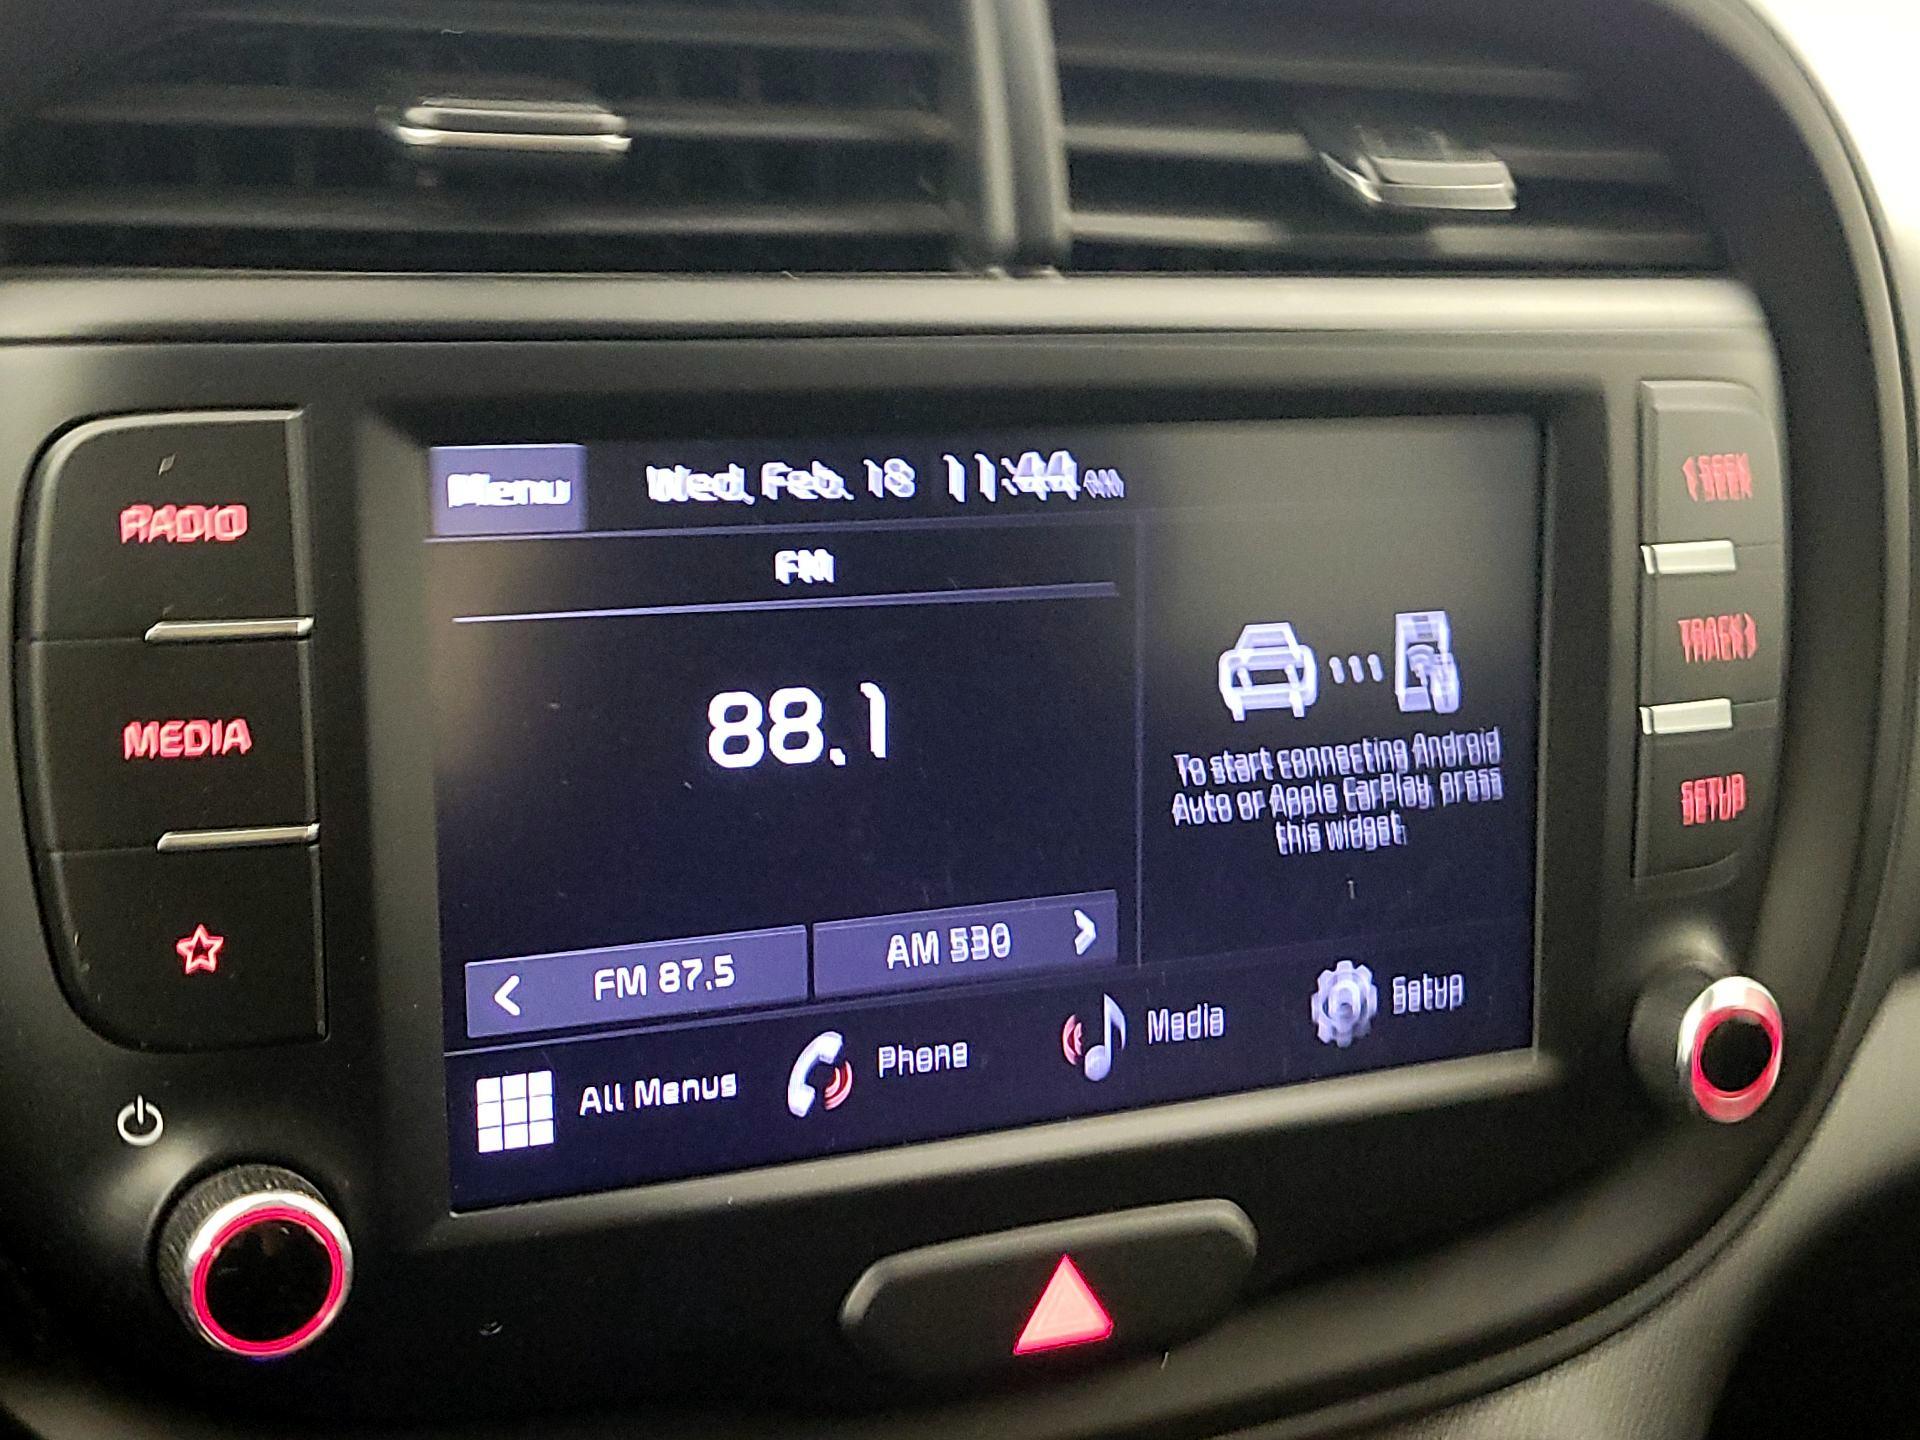 Menu Wed, Feb. 18 11:44 AM
FM
RADIO
SEEK
88.1
TRACK
MEDIA
To start connecting Android
Auto or Apple CarPlay, press
this widget.
SETUP
FM 87.5 AM 530
All Menus Phone Media Setup